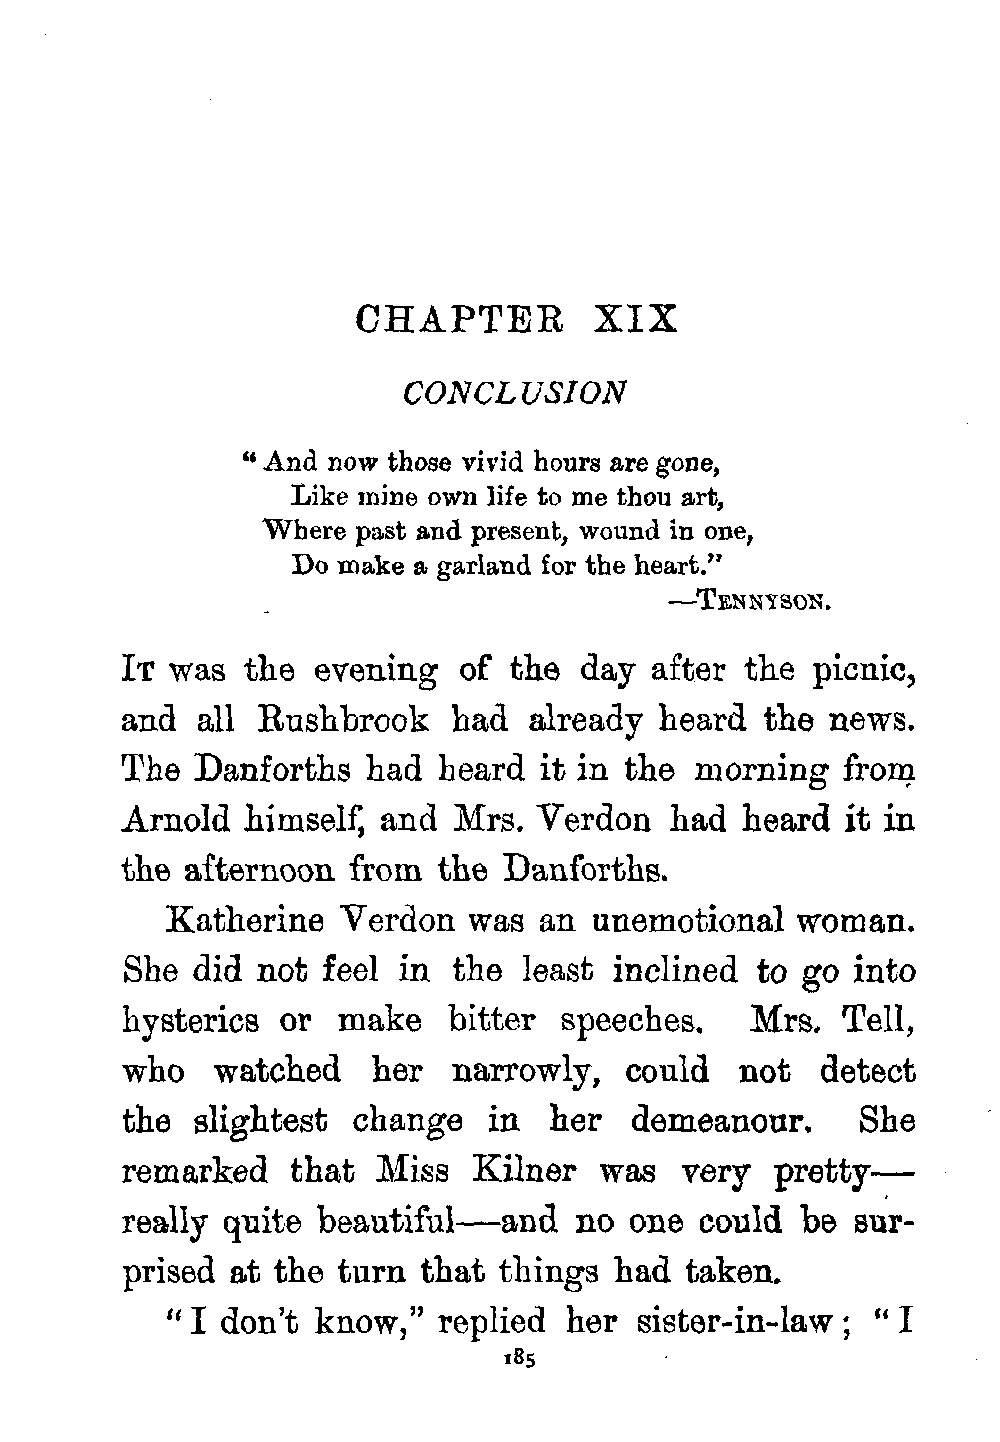 CHAPTER XIX
CONCLUSION
“And now those vivid hours are gone,
Like mine own life to me thou art,
Where past and present, wound in one,
Do make a garland for the heart.”
—TENNYSON.
IT was the evening of the day after the picnic,
and all Rushbrook had already heard the news.
The Danforths had heard it in the morning from
Arnold himself, and Mrs. Verdon had heard it in
the afternoon from the Danforths.
Katherine Verdon was an unemotional woman.
She did not feel in the least inclined to go into
hysterics or make bitter speeches. Mrs. Tell,
who watched her narrowly, could not detect
the slightest change in her demeanour. She
remarked that Miss Kilner was very pretty—
really quite beautiful—and no one could be sur-
prised at the turn that things had taken.
“I don't know,” replied her sister-in-law; “I
185